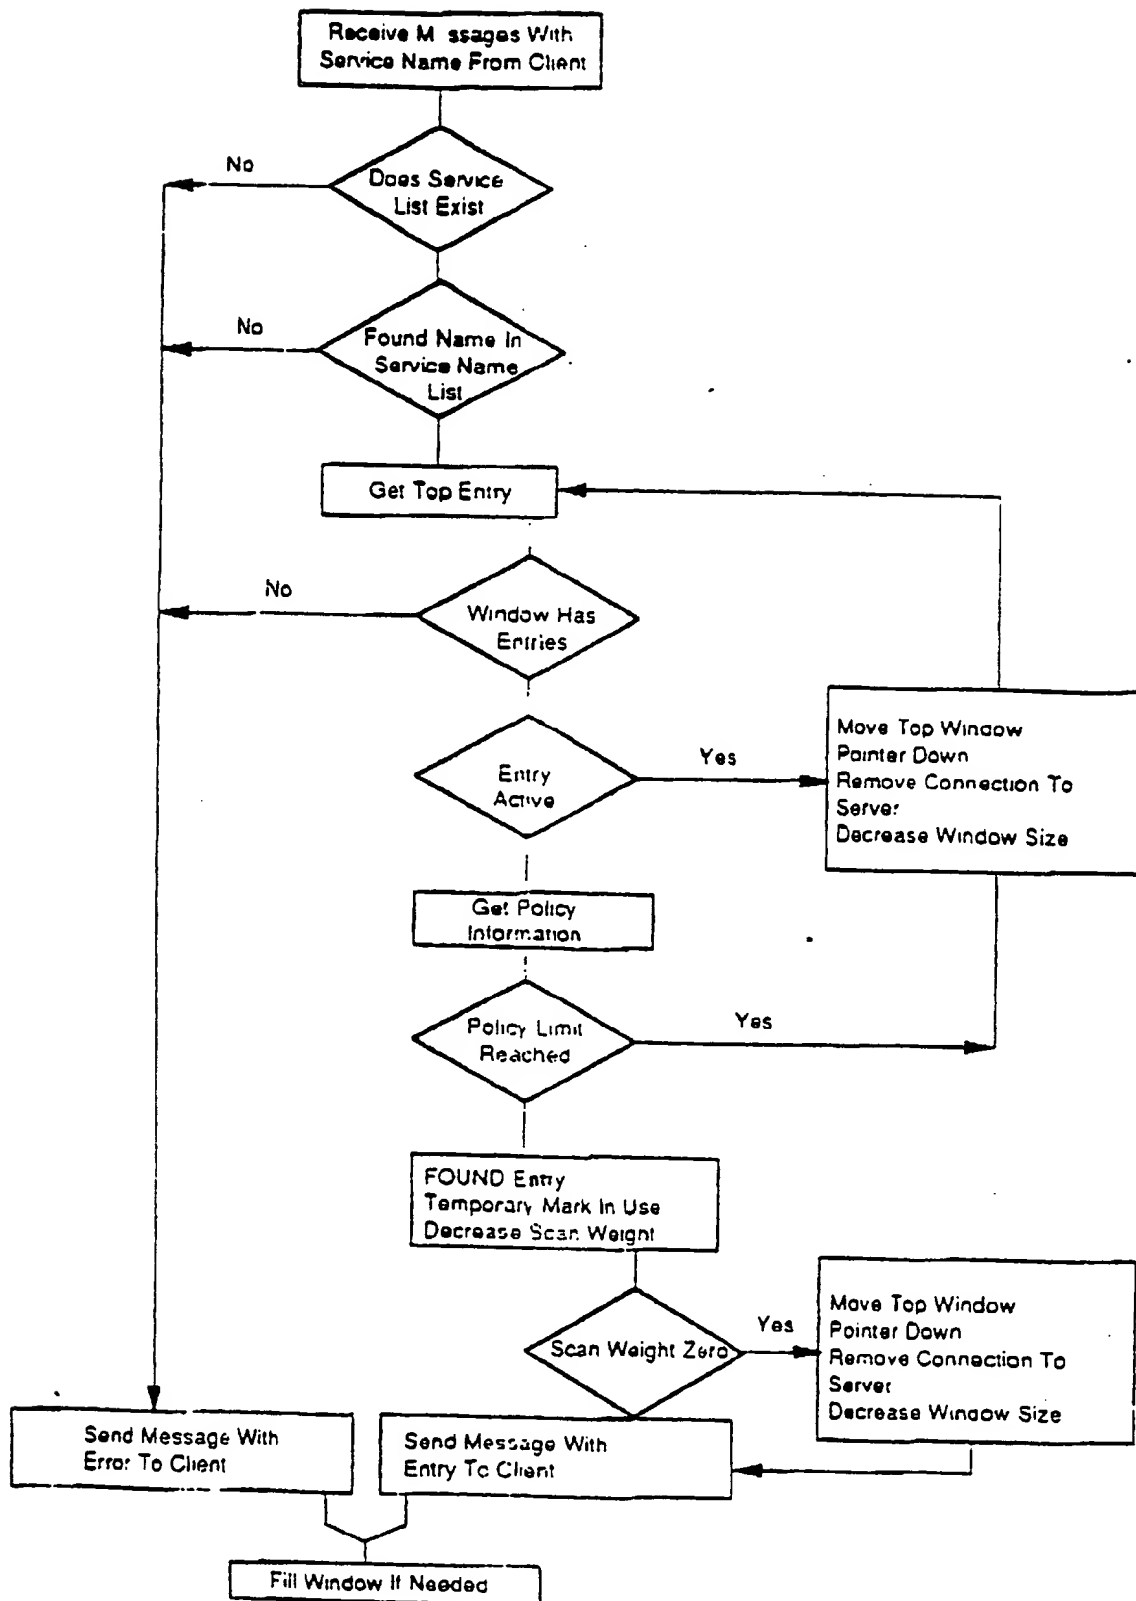 Receive M ssages With
Service Name From Client
No
Does Service
List Exist
No
Found Name In
Service Name
List
Get Top Entry
No
Window Has
Entries
Move Top Window
Pointer Down
Remove Connection To
Server
Decrease Window Size
Yes
Entry
Active
Get Policy
Information
Policy Limit
Reached
Yes
FOUND Entry
Temporary Mark In Use
Decrease Scan Weight
Scan Weight Zero
Yes
Move Top Window
Pointer Down
Remove Connection To
Server
Decrease Window Size
Send Message With
Error To Client
Send Message With
Entry To Client
Fill Window If Needed